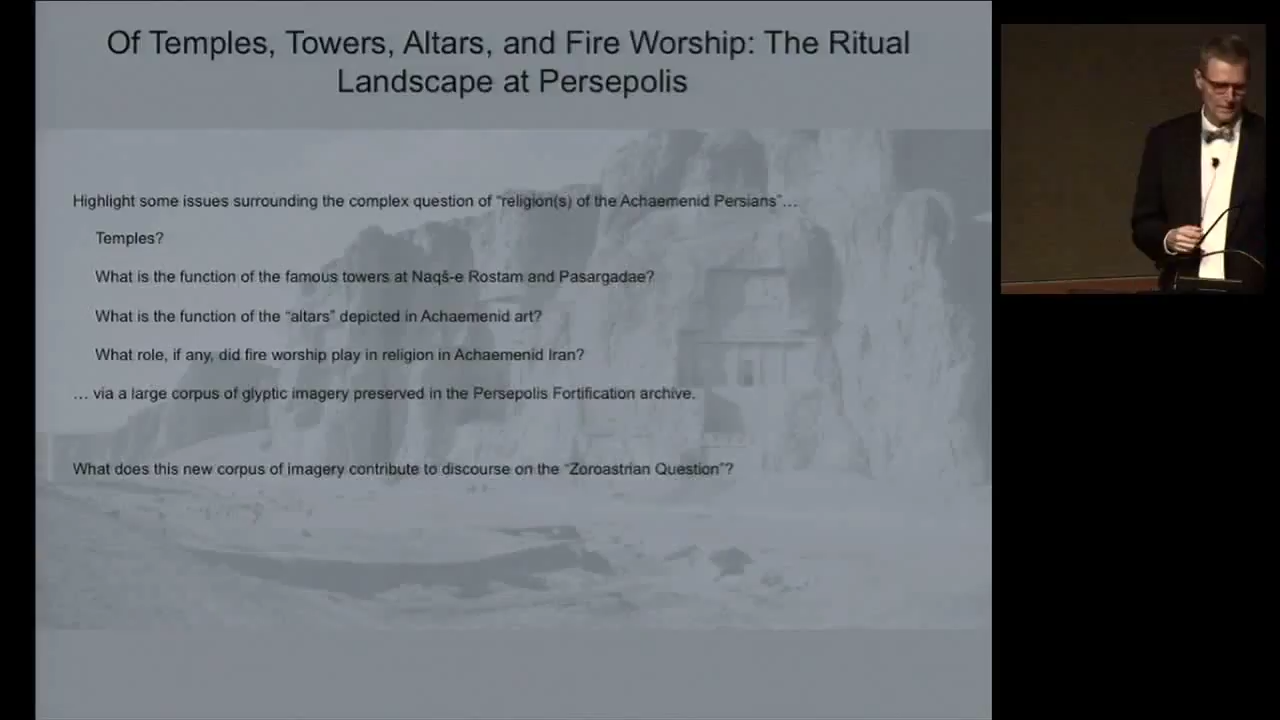 Of Temples, Towers, Altars, and Fire Worship: The Ritual
Landscape at Persepolis
Highlight some issues surrounding the complex question of “religion(s) of the Achaemenid Persians”…
Temples?
What is the function of the famous towers at Naqš-e Rostam and Pasargadae?
What is the function of the “altars” depicted in Achaemenid art?
What role, if any, did fire worship play in religion in Achaemenid Iran?
… via a large corpus of glyptic imagery preserved in the Persepolis Fortification archive.
What does this new corpus of imagery contribute to discourse on the “Zoroastrian Question”?